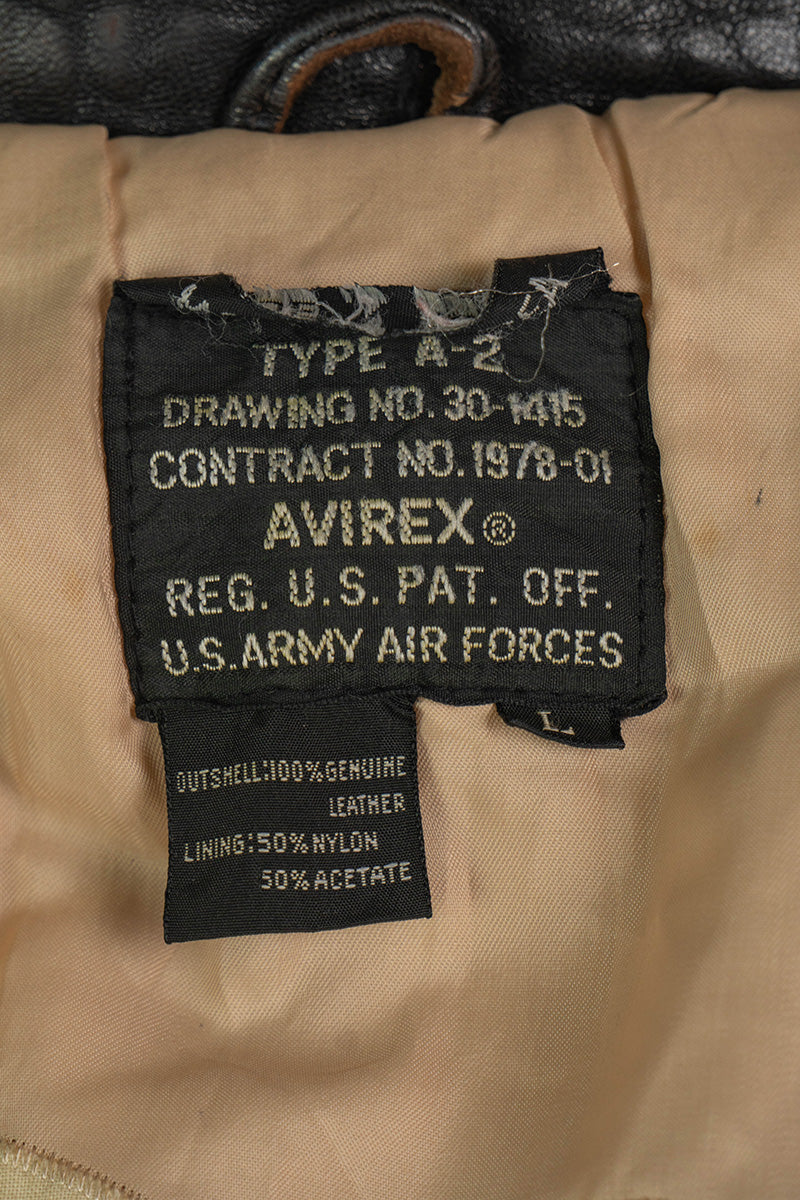 TYPE A-2
DRAWING NO. 30-1415
CONTRACT NO. 1978-01
AVIREX®
REG. U.S. PAT. OFF.
U.S. ARMY AIR FORCES
L
OUTSHELL:100%GENUINE
LEATHER
LINING:50%NYLON
50%ACETATE